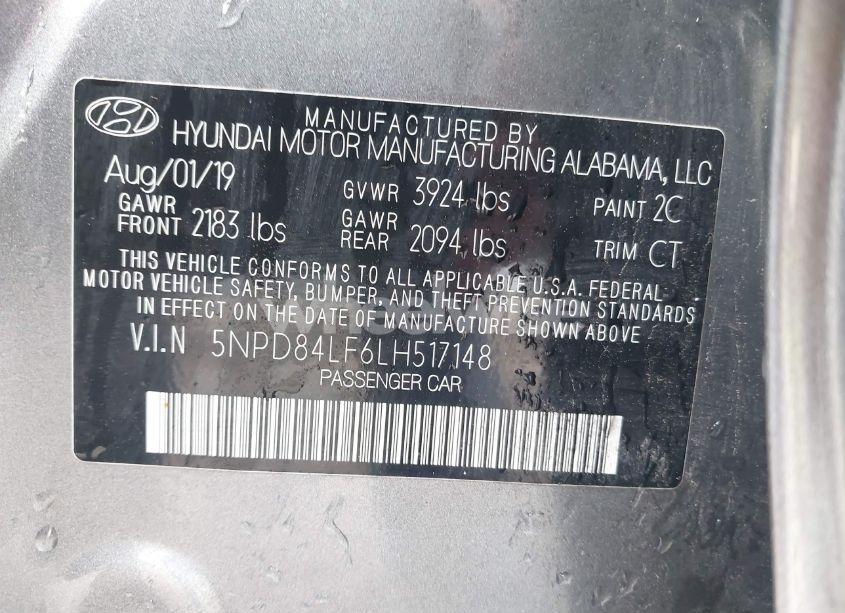 MANUFACTURED BY
HYUNDAI MOTOR MANUFACTURING ALABAMA, LLC
Aug/01/19 GVWR 3924 lbs PAINT 2C
GAWR FRONT 2183 lbs GAWR REAR 2094 lbs TRIM CT
THIS VEHICLE CONFORMS TO ALL APPLICABLE U.S.A. FEDERAL
MOTOR VEHICLE SAFETY, BUMPER, AND THEFT PREVENTION STANDARDS
IN EFFECT ON THE DATE OF MANUFACTURE SHOWN ABOVE
V.I.N 5NPD84LF6LH517148
PASSENGER CAR